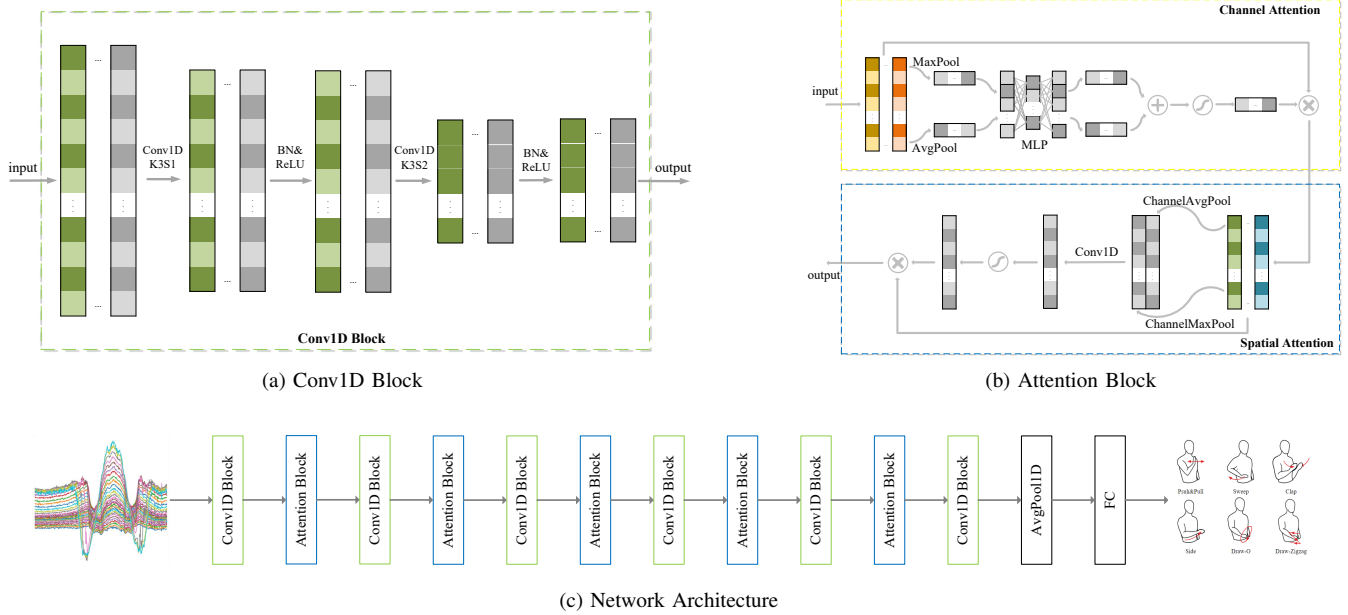 input
...
Conv1D
K3S1
...
BN&
ReLU
...
Conv1D
K3S2
...
BN&
ReLU
...
output
...
...
...
...
...
Conv1D Block
(a) Conv1D Block
Channel Attention
input
MaxPool
AvgPool
MLP
ChannelAvgPool
Conv1D
output
ChannelMaxPool
Spatial Attention
(b) Attention Block
Conv1D Block
Attention Block
Conv1D Block
Attention Block
Conv1D Block
Attention Block
Conv1D Block
Attention Block
Conv1D Block
Attention Block
Conv1D Block
AvgPool1D
FC
Push&Pull
Sweep
Clap
Side
Draw-O
Draw-Zigzag
(c) Network Architecture